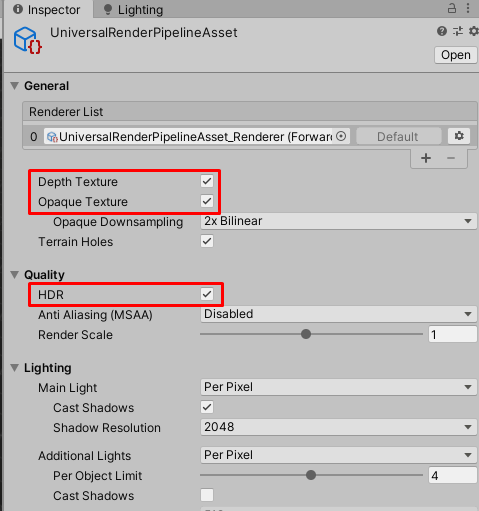 Inspector Lighting
UniversalRenderPipelineAsset
Open
General
Renderer List
0 UniversalRenderPipelineAsset_Renderer (Forward Default
Depth Texture
Opaque Texture
Opaque Downsampling 2x Bilinear
Terrain Holes
Quality
HDR
Anti Aliasing (MSAA) Disabled
Render Scale 1
Lighting
Main Light Per Pixel
Cast Shadows
Shadow Resolution 2048
Additional Lights Per Pixel
Per Object Limit 4
Cast Shadows